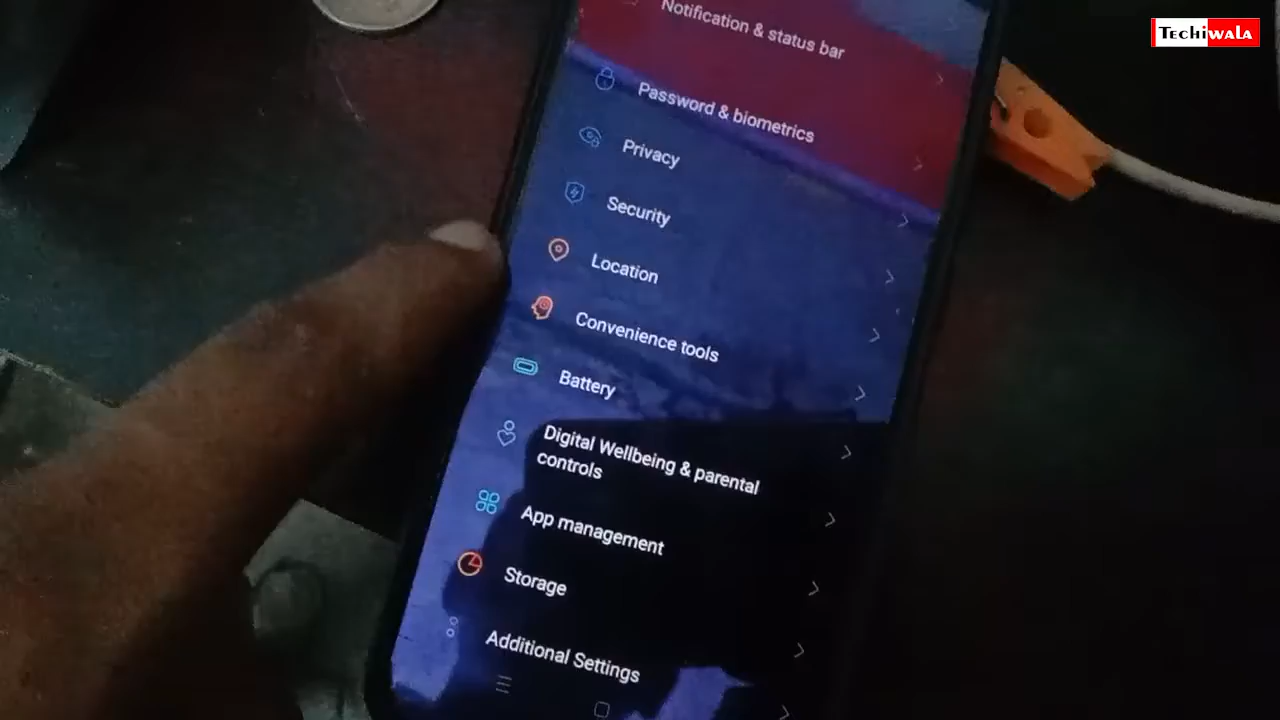 TECHIWALA
Notification & status bar
Password & biometrics
Privacy
Security
Location
Convenience tools
Battery
Digital Wellbeing & parental
controls
App management
Storage
Additional Settings